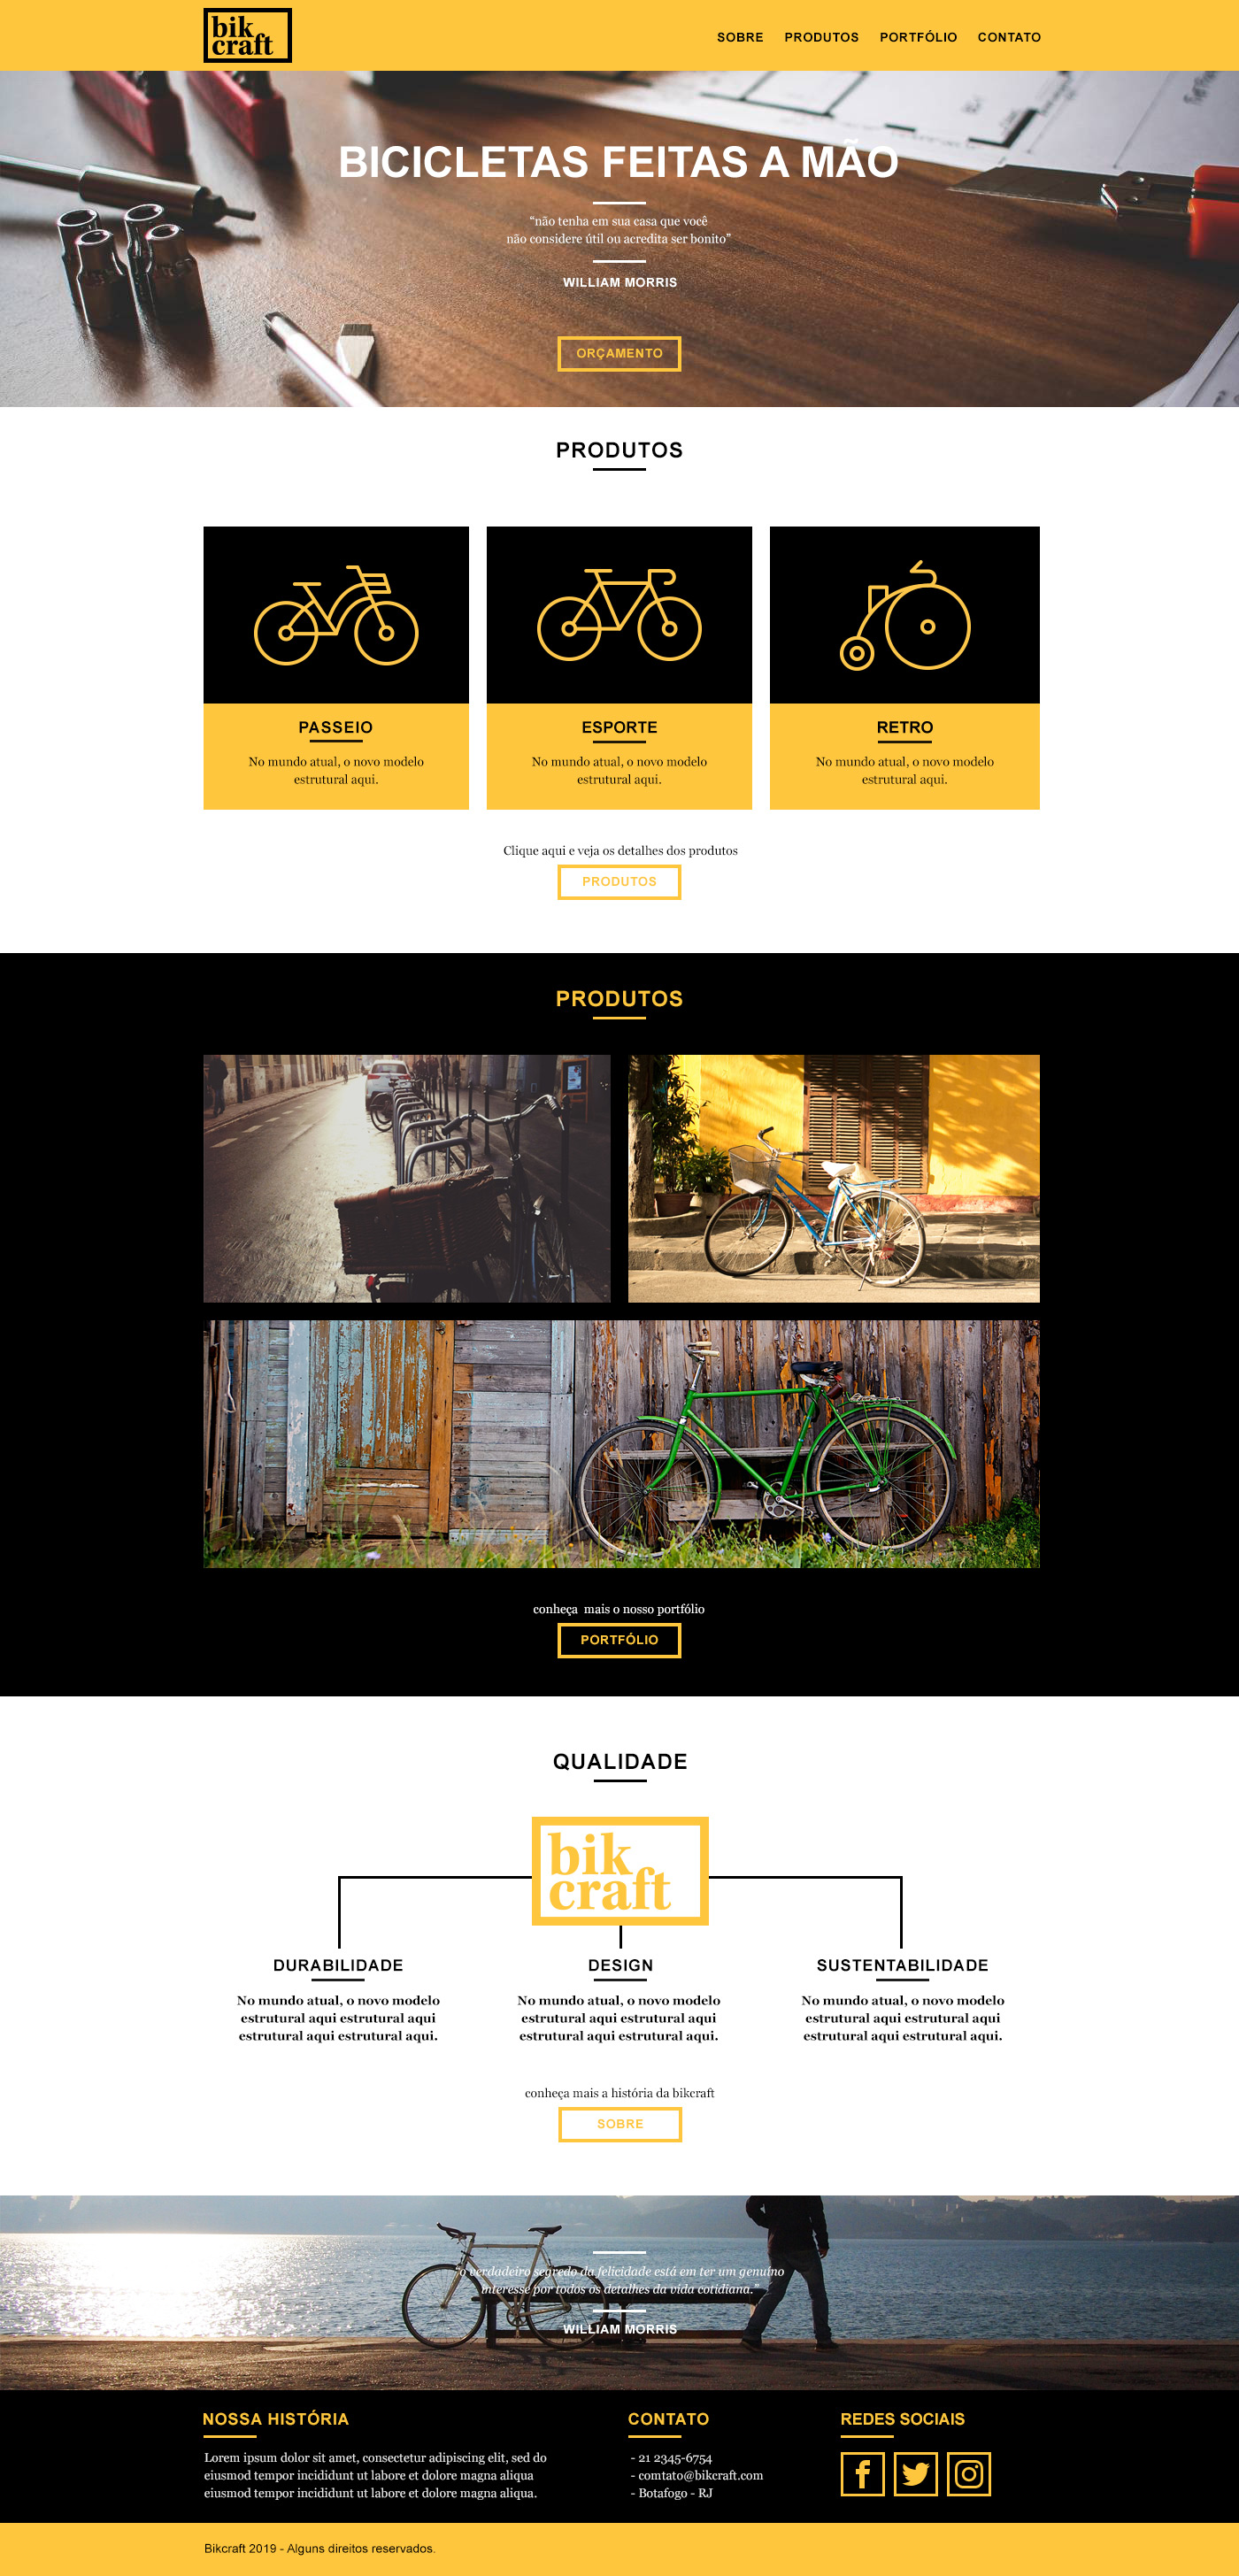 bik
craft
SOBRE PRODUTOS PORTFÓLIO CONTATO
BICICLETAS FEITAS A MÃO
“não tenha em sua casa que você
não considere útil ou acredita ser bonito”
WILLIAM MORRIS
ORÇAMENTO
PRODUTOS
PASSEIO
No mundo atual, o novo modelo
estrutural aqui.
ESPORTE
No mundo atual, o novo modelo
estrutural aqui.
RETRO
No mundo atual, o novo modelo
estrutural aqui.
Clique aqui e veja os detalhes dos produtos
PRODUTOS
PRODUTOS
conheça mais o nosso portfólio
PORTFÓLIO
QUALIDADE
bik
craft
DURABILIDADE
No mundo atual, o novo modelo
estrutural aqui estrutural aqui
estrutural aqui estrutural aqui.
DESIGN
No mundo atual, o novo modelo
estrutural aqui estrutural aqui
estrutural aqui estrutural aqui.
SUSTENTABILIDADE
No mundo atual, o novo modelo
estrutural aqui estrutural aqui
estrutural aqui estrutural aqui.
conheça mais a história da bikcraft
SOBRE
“o verdadeiro segredo da felicidade está em ter um genuíno
interesse por todos os detalhes da vida cotidiana.”
WILLIAM MORRIS
NOSSA HISTÓRIA
Lorem ipsum dolor sit amet, consectetur adipiscing elit, sed do
eiusmod tempor incididunt ut labore et dolore magna aliqua
eiusmod tempor incididunt ut labore et dolore magna aliqua.
CONTATO
- 21 2345-6754
- comtato@bikcraft.com
- Botafogo - RJ
REDES SOCIAIS
Bikcraft 2019 - Alguns direitos reservados.